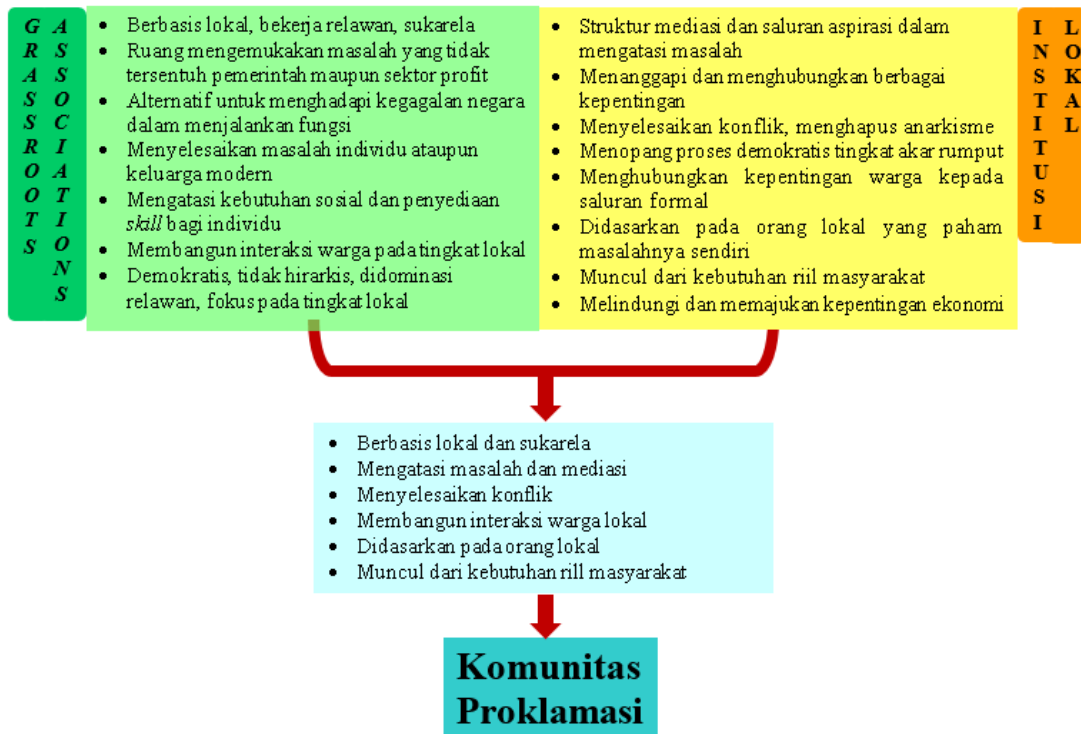 GRASSROOTS
ASSOCIATIONS
• Berbasis lokal, bekerja relawan, sukarela
• Ruang mengemukakan masalah yang tidak
tersentuh pemerintah maupun sektor profit
• Alternatif untuk menghadapi kegagalan negara
dalam menjalankan fungsi
• Menyelesaikan masalah individu ataupun
keluarga modern
• Mengatasi kebutuhan sosial dan penyediaan
skill bagi individu
• Membangun interaksi warga pada tingkat lokal
• Demokratis, tidak hirarkis, didominasi
relawan, fokus pada tingkat lokal
• Struktur mediasi dan saluran aspirasi dalam
mengatasi masalah
• Menanggapi dan menghubungkan berbagai
kepentingan
• Menyelesaikan konflik, menghapus anarkisme
• Menopang proses demokratis tingkat akar rumput
• Menghubungkan kepentingan warga kepada
saluran formal
• Didasarkan pada orang lokal yang paham
masalahnya sendiri
• Muncul dari kebutuhan riil masyarakat
• Melindungi dan memajukan kepentingan ekonomi
INSTITUSI
LOKAL
• Berbasis lokal dan sukarela
• Mengatasi masalah dan mediasi
• Menyelesaikan konflik
• Membangun interaksi warga lokal
• Didasarkan pada orang lokal
• Muncul dari kebutuhan rill masyarakat
Komunitas
Proklamasi